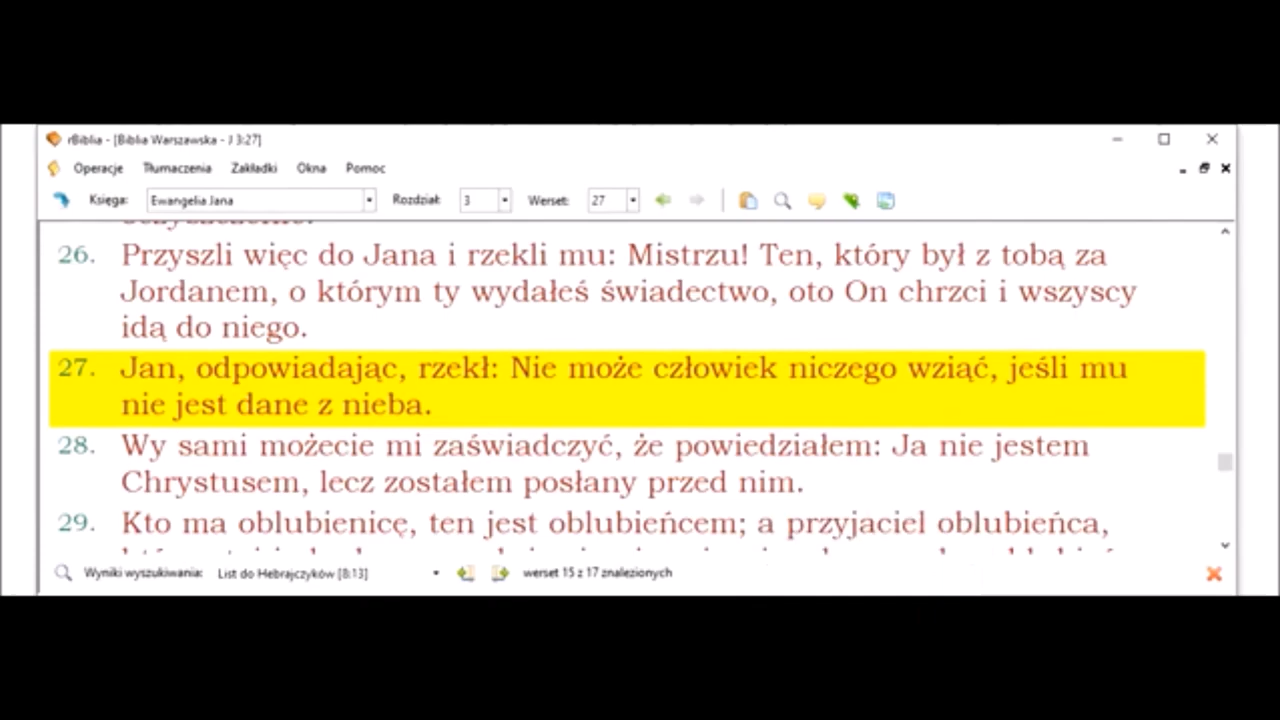 rBiblia - [Biblia Warszawska - J 3:27]
Operacje Tłumaczenia Zakładki Okna Pomoc
Księga: Ewangelia Jana Rozdział: 3 Werset: 27
26. Przyszli więc do Jana i rzekli mu: Mistrzu! Ten, który był z tobą za
Jordanem, o którym ty wydałeś świadectwo, oto On chrzci i wszyscy
idą do niego.
27. Jan, odpowiadając, rzekł: Nie może człowiek niczego wziąć, jeśli mu
nie jest dane z nieba.
28. Wy sami możecie mi zaświadczyć, że powiedziałem: Ja nie jestem
Chrystusem, lecz zostałem posłany przed nim.
29. Kto ma oblubienicę, ten jest oblubieńcem; a przyjaciel oblubieńca,
Wyniki wyszukiwania: List do Hebrajczyków [8:13] werset 15 z 17 znalezionych